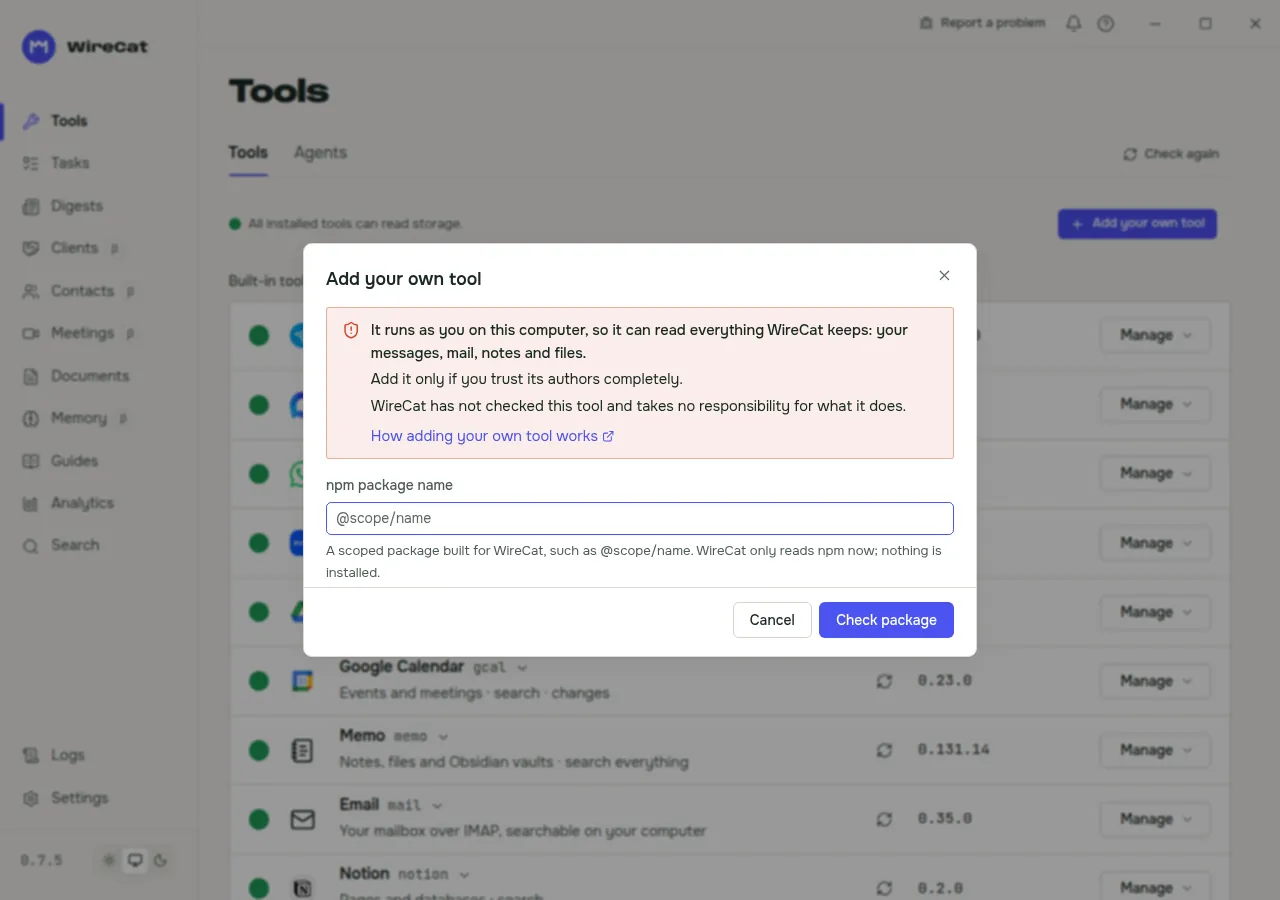 Report a problem
WireCat
Tools
Tools
Tasks
Digests
Clients β
Contacts β
Meetings β
Documents
Memory β
Guides
Analytics
Search
Logs
Settings
0.7.5
Tools Agents
Check again
All installed tools can read storage.
+ Add your own tool
Built-in
Add your own tool
It runs as you on this computer, so it can read everything WireCat keeps: your
messages, mail, notes and files.
Add it only if you trust its authors completely.
WireCat has not checked this tool and takes no responsibility for what it does.
How adding your own tool works
npm package name
@scope/name
A scoped package built for WireCat, such as @scope/name. WireCat only reads npm now; nothing is
installed.
Cancel
Check package
Manage
Manage
Manage
Manage
Manage
Google Calendar gcal
Events and meetings · search · changes
0.23.0
Manage
Memo memo
Notes, files and Obsidian vaults · search everything
0.131.14
Manage
Email mail
Your mailbox over IMAP, searchable on your computer
0.35.0
Manage
Notion notion
Pages and databases · search
0.2.0
Manage